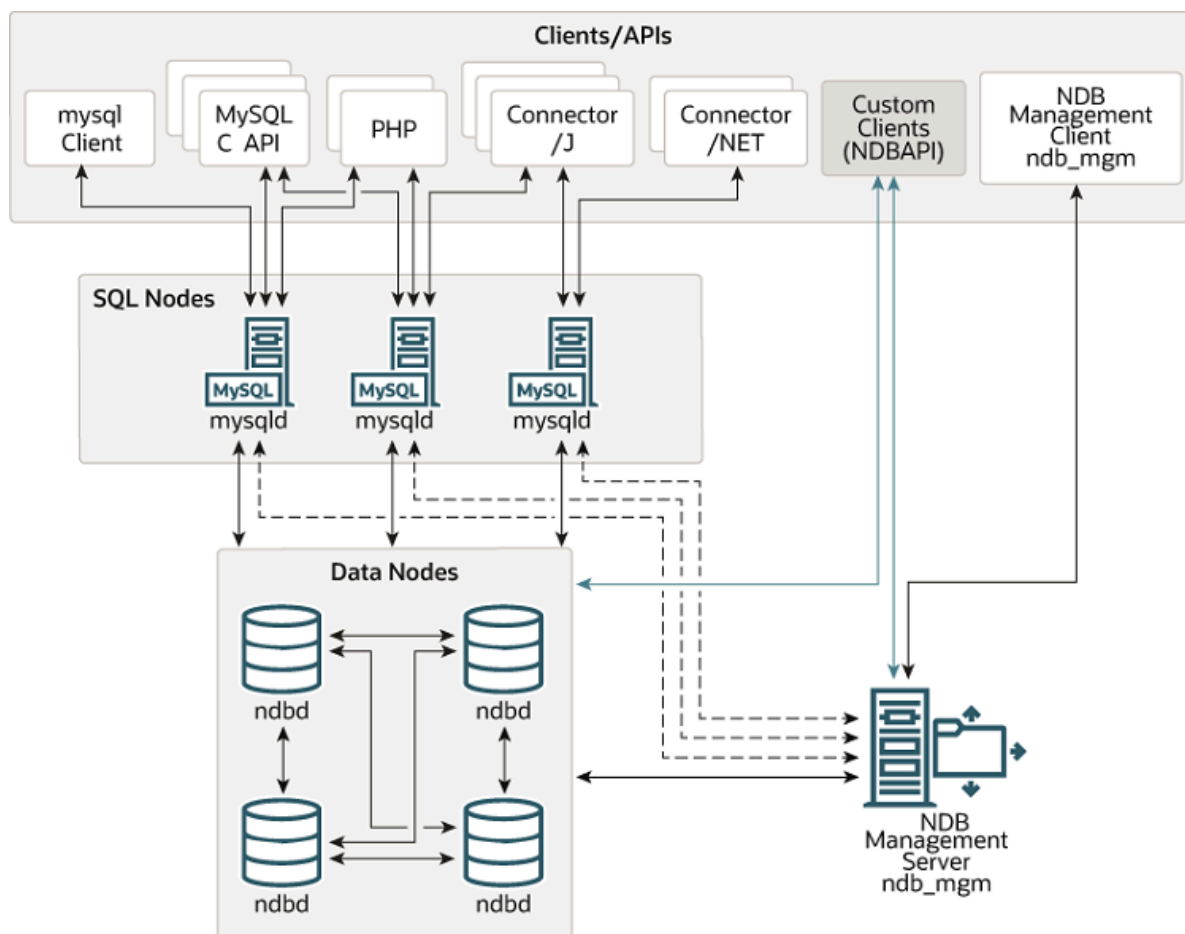 Clients/APIs
mysql
Client
MySQL
C API
PHP
Connector
/J
Connector
/NET
Custom
Clients
(NDBAPI)
NDB
Management
Client
ndb_mgm
SQL Nodes
MySQL
mysqld
MySQL
mysqld
MySQL
mysqld
Data Nodes
ndbd
ndbd
ndbd
ndbd
NDB
Management
Server
ndb_mgm